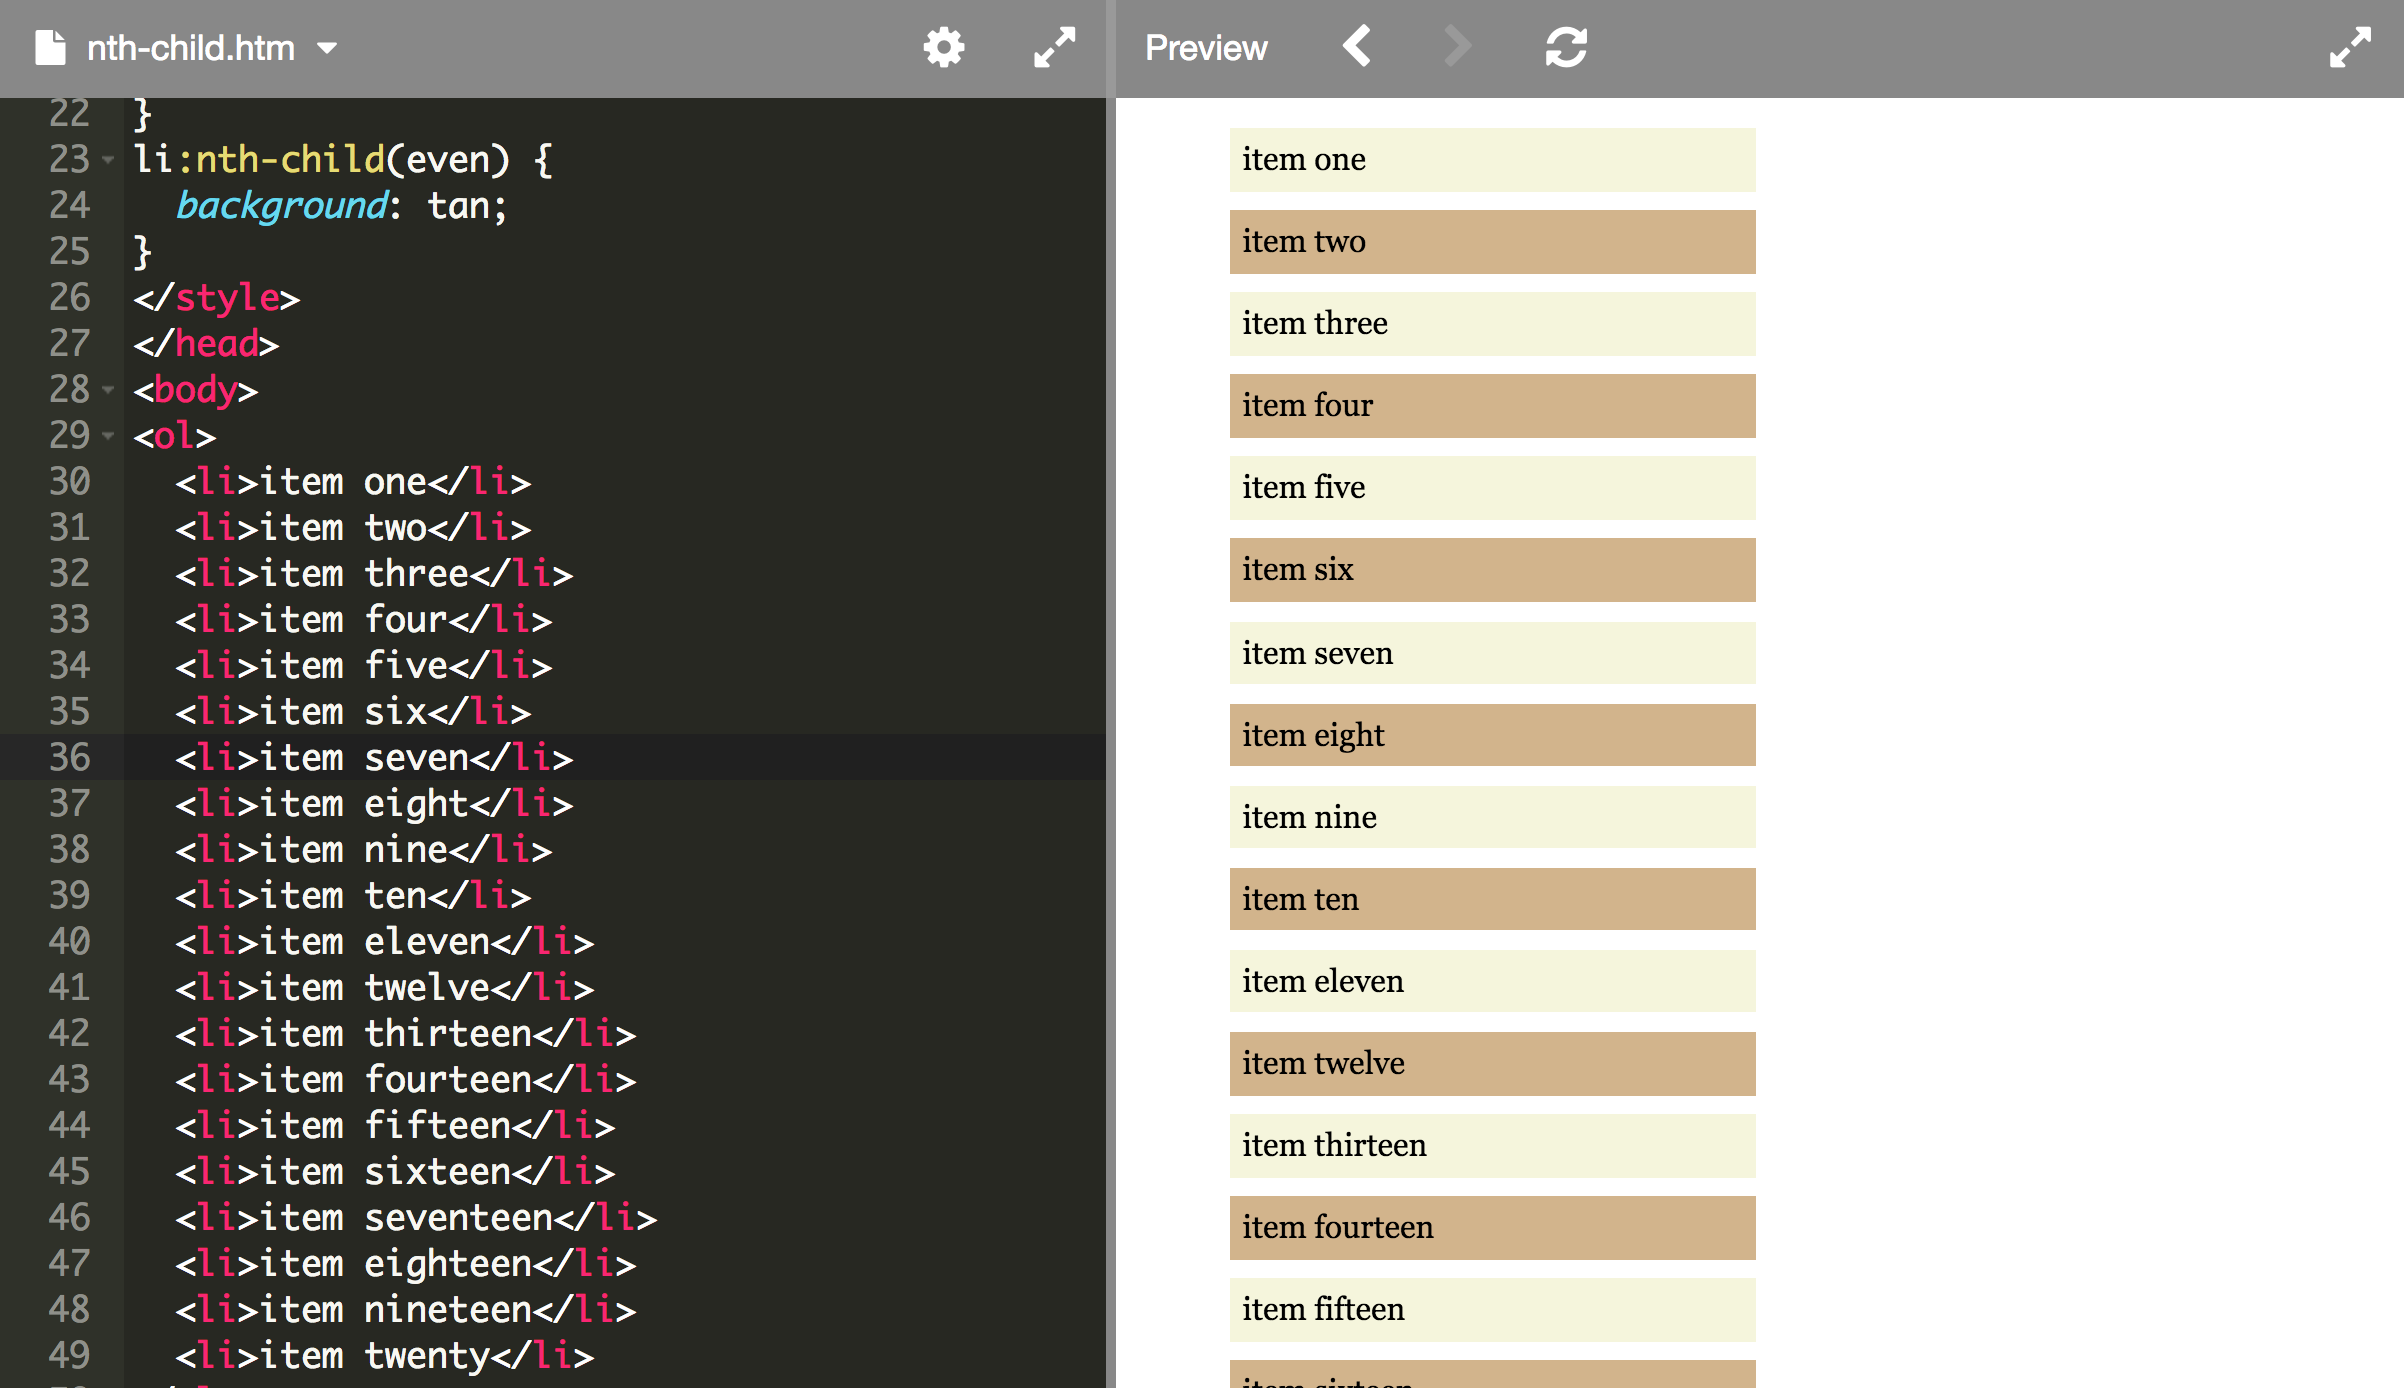 nth-child.htm
22 }
23 li:nth-child(even) {
24 background: tan;
25 }
26 </style>
27 </head>
28 <body>
29 <ol>
30 <li>item one</li>
31 <li>item two</li>
32 <li>item three</li>
33 <li>item four</li>
34 <li>item five</li>
35 <li>item six</li>
36 <li>item seven</li>
37 <li>item eight</li>
38 <li>item nine</li>
39 <li>item ten</li>
40 <li>item eleven</li>
41 <li>item twelve</li>
42 <li>item thirteen</li>
43 <li>item fourteen</li>
44 <li>item fifteen</li>
45 <li>item sixteen</li>
46 <li>item seventeen</li>
47 <li>item eighteen</li>
48 <li>item nineteen</li>
49 <li>item twenty</li>
Preview
item one
item two
item three
item four
item five
item six
item seven
item eight
item nine
item ten
item eleven
item twelve
item thirteen
item fourteen
item fifteen
item sixteen